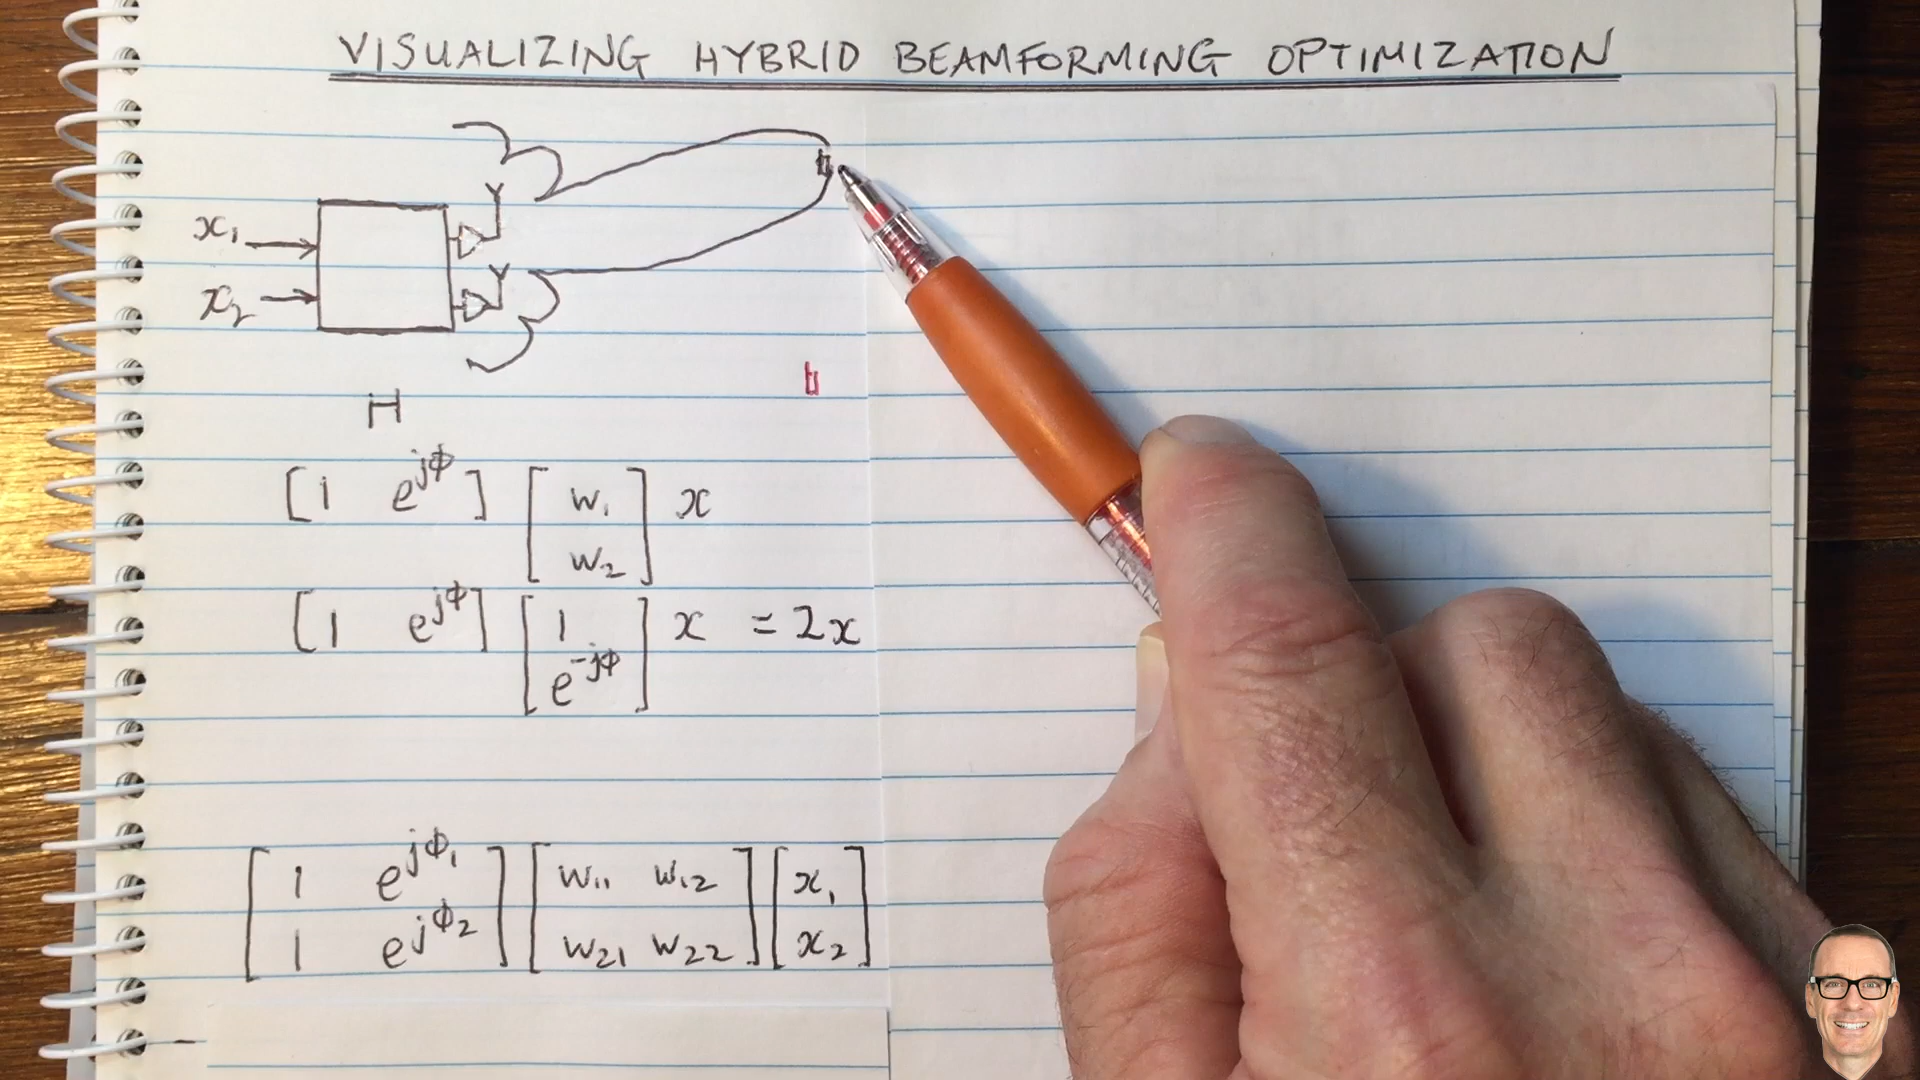 VISUALIZING HYBRID BEAMFORMING OPTIMIZATION
x₁
x₂
H
[1 e^{jϕ}] [w₁ w₂] x
[1 e^{jϕ}] [1 e^{-jϕ}] x = 2x
[1 e^{jϕ₁}] [w₁₁ w₁₂] [x₁]
[1 e^{jϕ₂}] [w₂₁ w₂₂] [x₂]